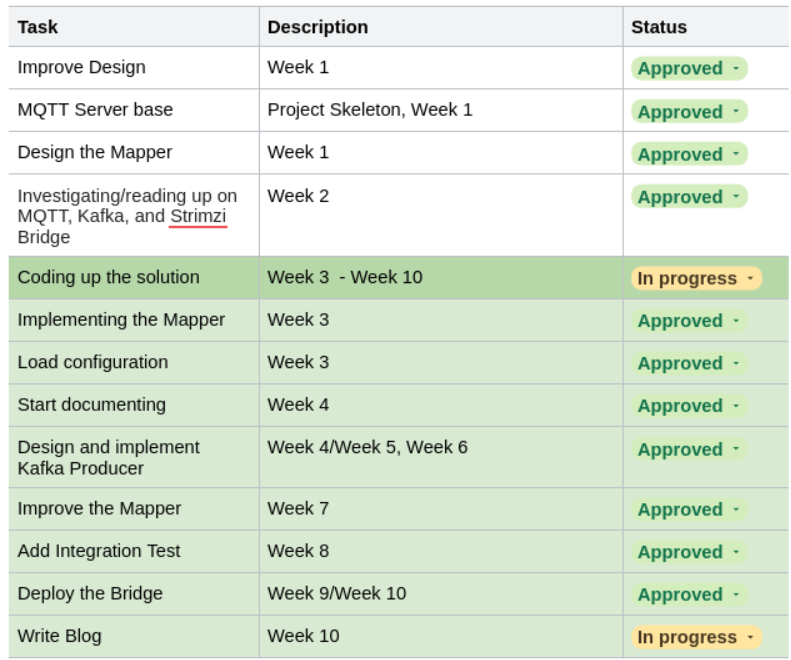 Task Description Status
Improve Design Week 1 Approved
MQTT Server base Project Skeleton, Week 1 Approved
Design the Mapper Week 1 Approved
Investigating/reading up on Week 2 Approved
MQTT, Kafka, and Strimzi
Bridge
Coding up the solution Week 3  - Week 10 In progress
Implementing the Mapper Week 3 Approved
Load configuration Week 3 Approved
Start documenting Week 4 Approved
Design and implement Week 4/Week 5, Week 6 Approved
Kafka Producer
Improve the Mapper Week 7 Approved
Add Integration Test Week 8 Approved
Deploy the Bridge Week 9/Week 10 Approved
Write Blog Week 10 In progress